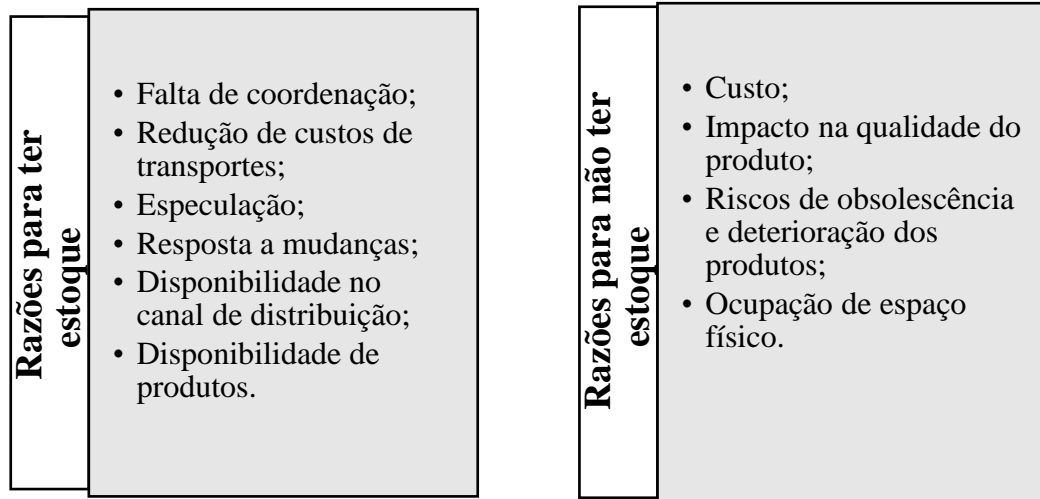 Razões para ter
estoque
• Falta de coordenação;
• Redução de custos de
transportes;
• Especulação;
• Resposta a mudanças;
• Disponibilidade no
canal de distribuição;
• Disponibilidade de
produtos.
Razões para não ter
estoque
• Custo;
• Impacto na qualidade do
produto;
• Riscos de obsolescência
e deterioração dos
produtos;
• Ocupação de espaço
físico.